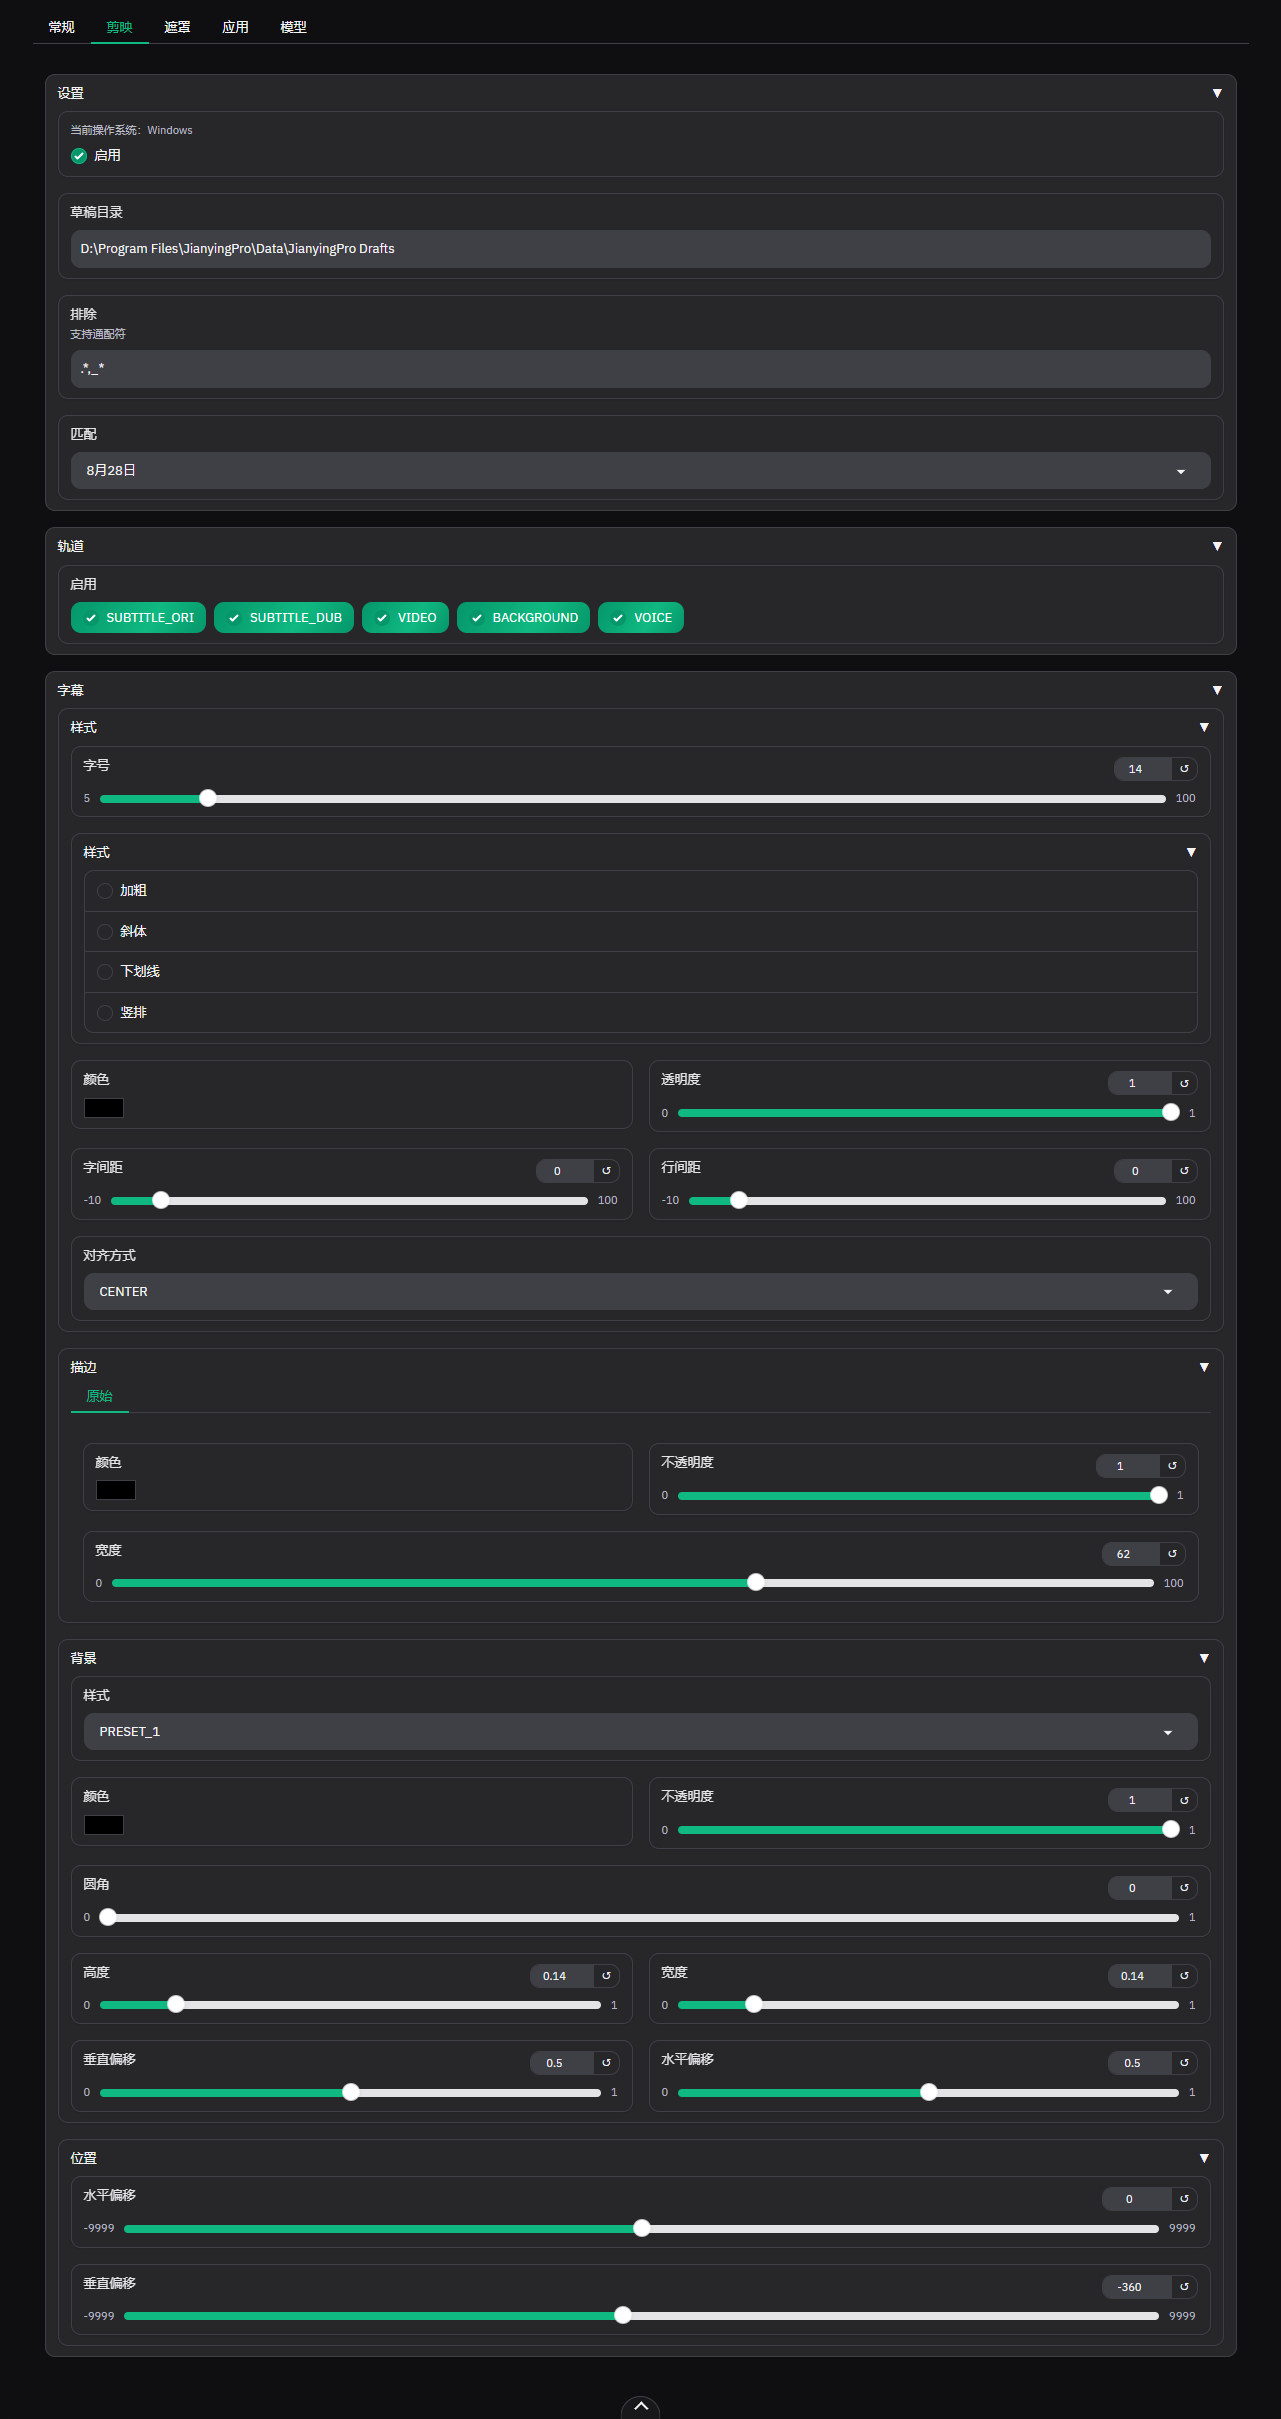 常规 剪映 遮罩 应用 模型
设置 ▼
当前操作系统：Windows
启用
草稿目录
D:\Program Files\JianyingPro\Data\JianyingPro Drafts
排除
支持通配符
.*,_*
匹配
8月28日
轨道 ▼
启用
SUBTITLE_ORI SUBTITLE_DUB VIDEO BACKGROUND VOICE
字幕 ▼
样式 ▼
字号 14 ↺
5 100
样式 ▼
加粗
斜体
下划线
竖排
颜色 透明度 1 ↺
0 1
字间距 0 ↺ 行间距 0 ↺
-10 100 -10 100
对齐方式
CENTER
描边 ▼
原始
颜色 不透明度 1 ↺
0 1
宽度 62 ↺
0 100
背景 ▼
样式
PRESET_1
颜色 不透明度 1 ↺
0 1
圆角 0 ↺
0 1
高度 0.14 ↺ 宽度 0.14 ↺
0 1 0 1
垂直偏移 0.5 ↺ 水平偏移 0.5 ↺
0 1 0 1
位置 ▼
水平偏移 0 ↺
-9999 9999
垂直偏移 -360 ↺
-9999 9999